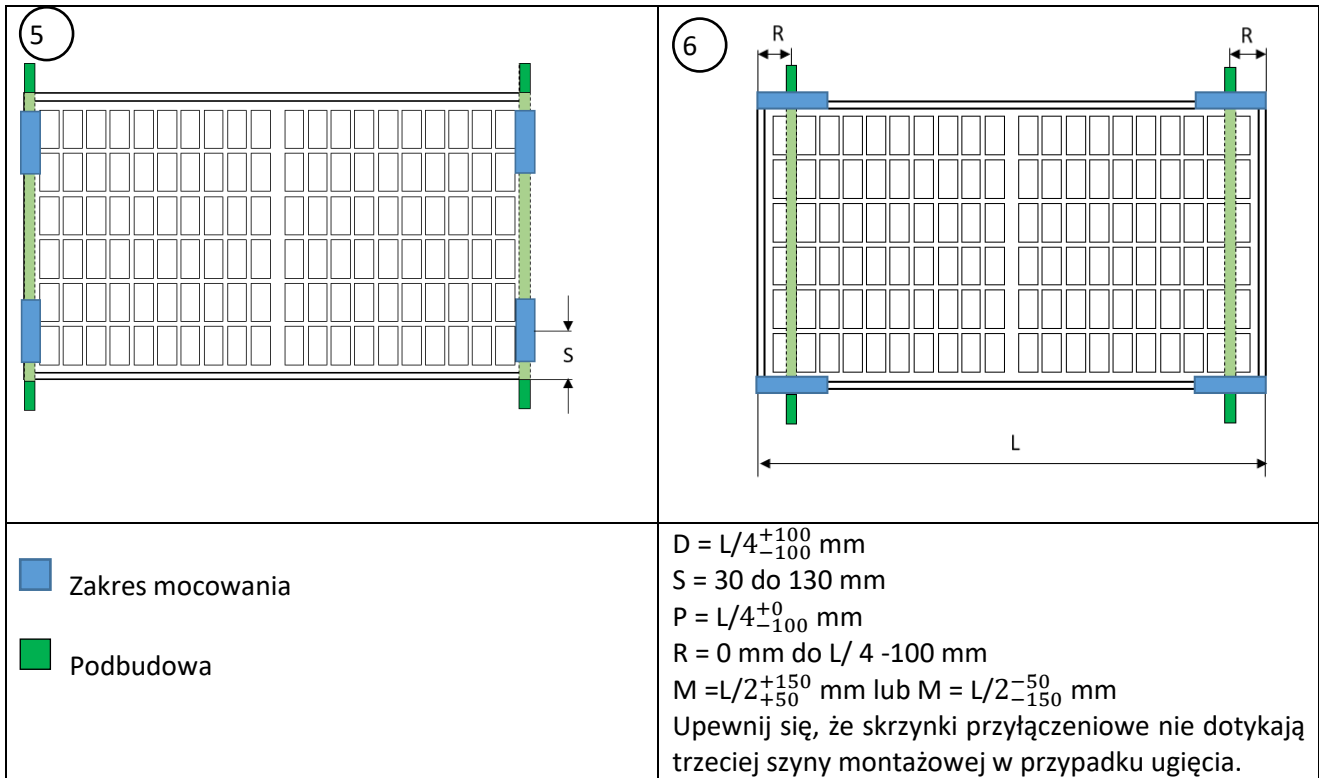 5
S
6
R R
L
Zakres mocowania
Podbudowa
D = L/4 +100 −100 mm
S = 30 do 130 mm
P = L/4 +0 −100 mm
R = 0 mm do L/ 4 -100 mm
M =L/2 +150 +50 mm lub M = L/2 −50 −150 mm
Upewnij się, że skrzynki przyłączeniowe nie dotykają
trzeciej szyny montażowej w przypadku ugięcia.